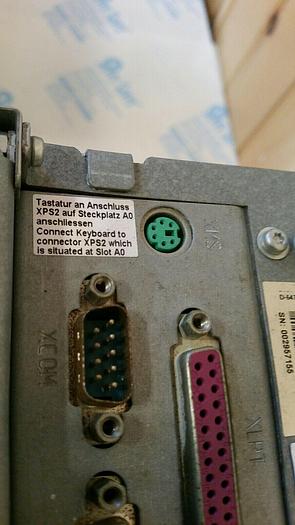 Tastatur an Anschluss
XPS2 auf Steckplatz A0
anschliessen
Connect Keyboard to
connector XPS2 which
is situated at Slot A0
XCOM
XLPT
SN: 002957155